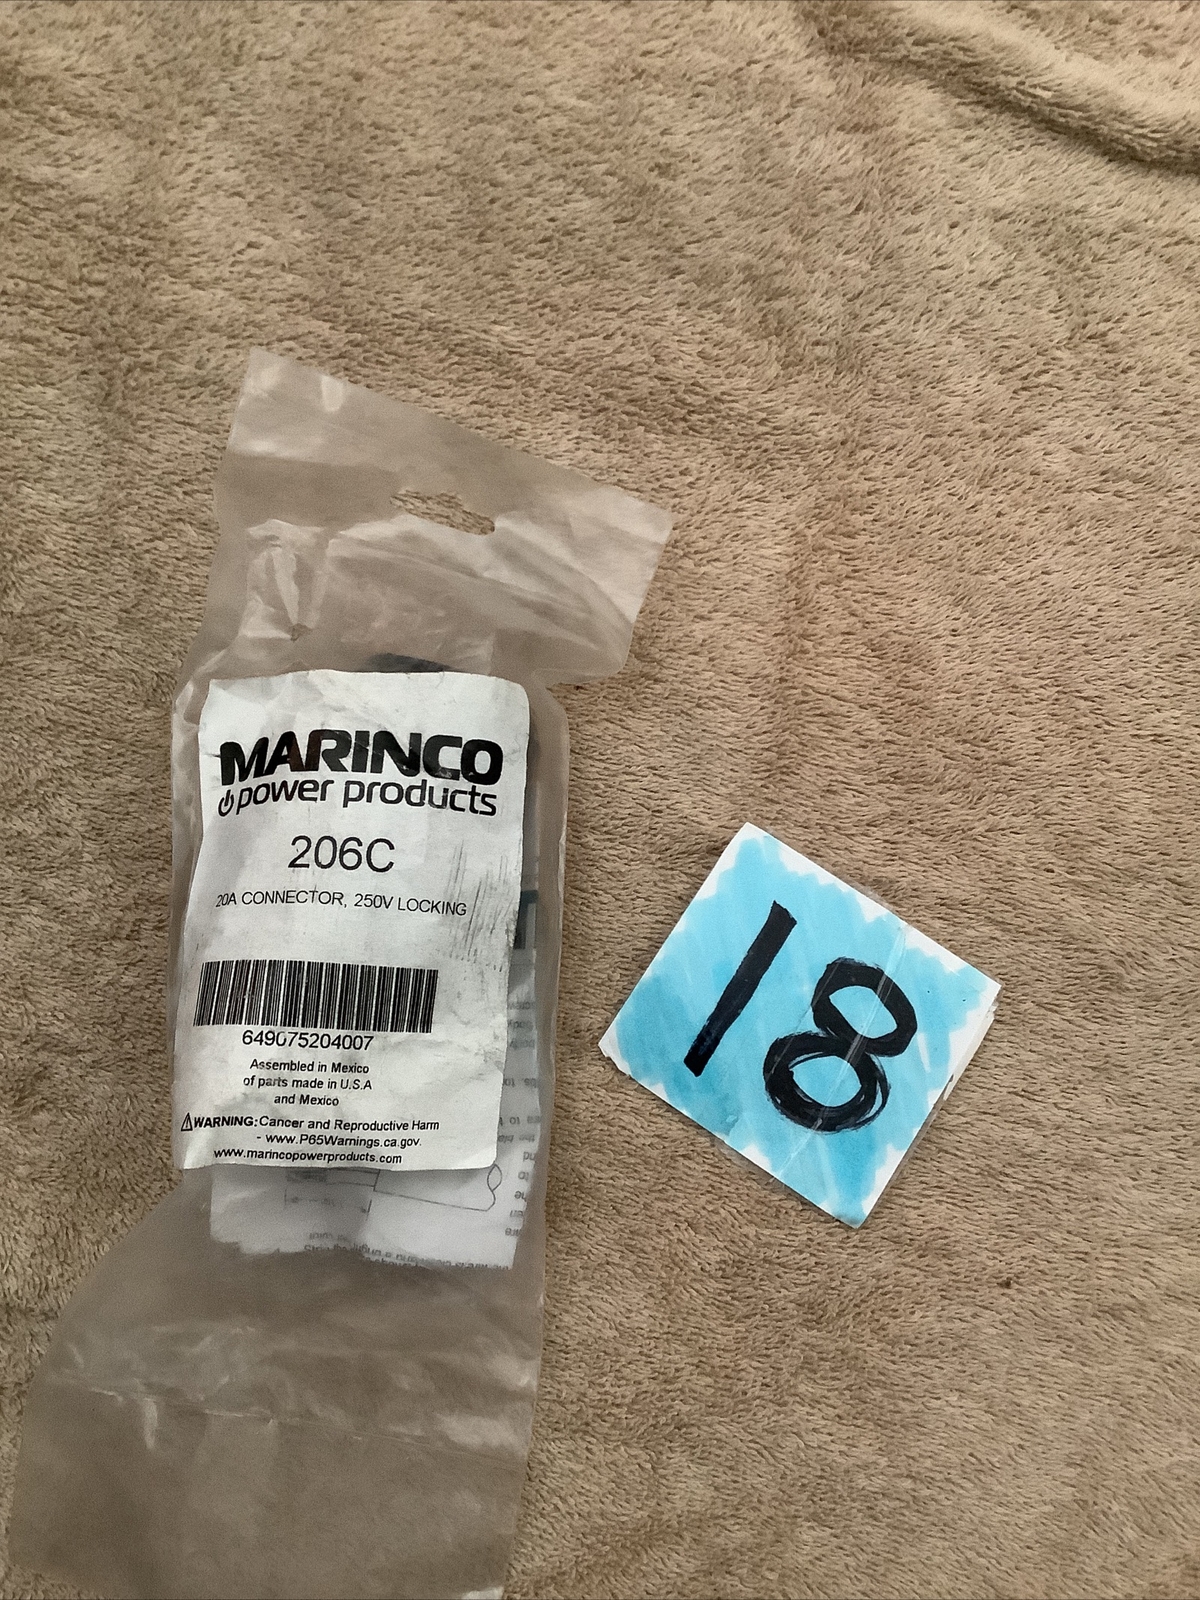 MARINCO
power products
206C
20A CONNECTOR, 250V LOCKING
649075204007
Assembled in Mexico
of parts made in U.S.A
and Mexico
WARNING: Cancer and Reproductive Harm
- www.P65Warnings.ca.gov.
www.marincopowerproducts.com
18